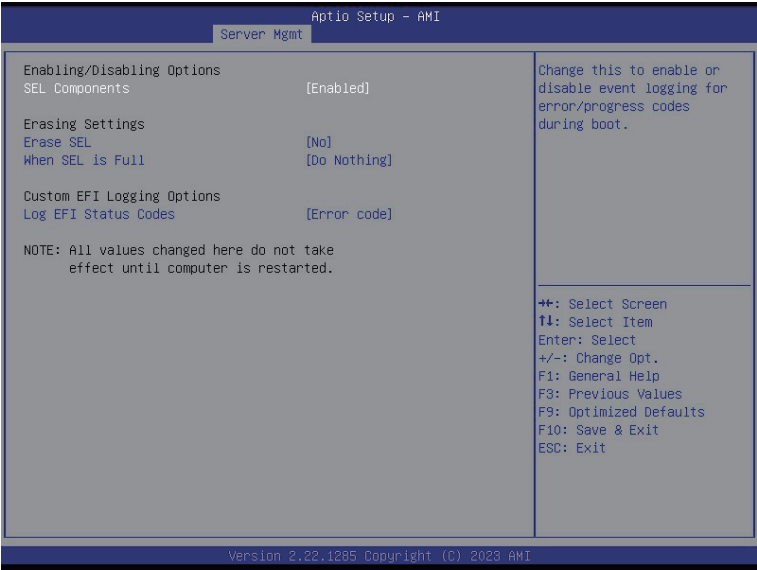 Aptio Setup – AMI
Server Mgmt
Enabling/Disabling Options
SEL Components [Enabled]
Erasing Settings
Erase SEL [No]
When SEL is Full [Do Nothing]
Custom EFI Logging Options
Log EFI Status Codes [Error code]
NOTE: All values changed here do not take
effect until computer is restarted.
Change this to enable or
disable event logging for
error/progress codes
during boot.
→←: Select Screen
↑↓: Select Item
Enter: Select
+/-: Change Opt.
F1: General Help
F3: Previous Values
F9: Optimized Defaults
F10: Save & Exit
ESC: Exit
Version 2.22.1285 Copyright (C) 2023 AMI